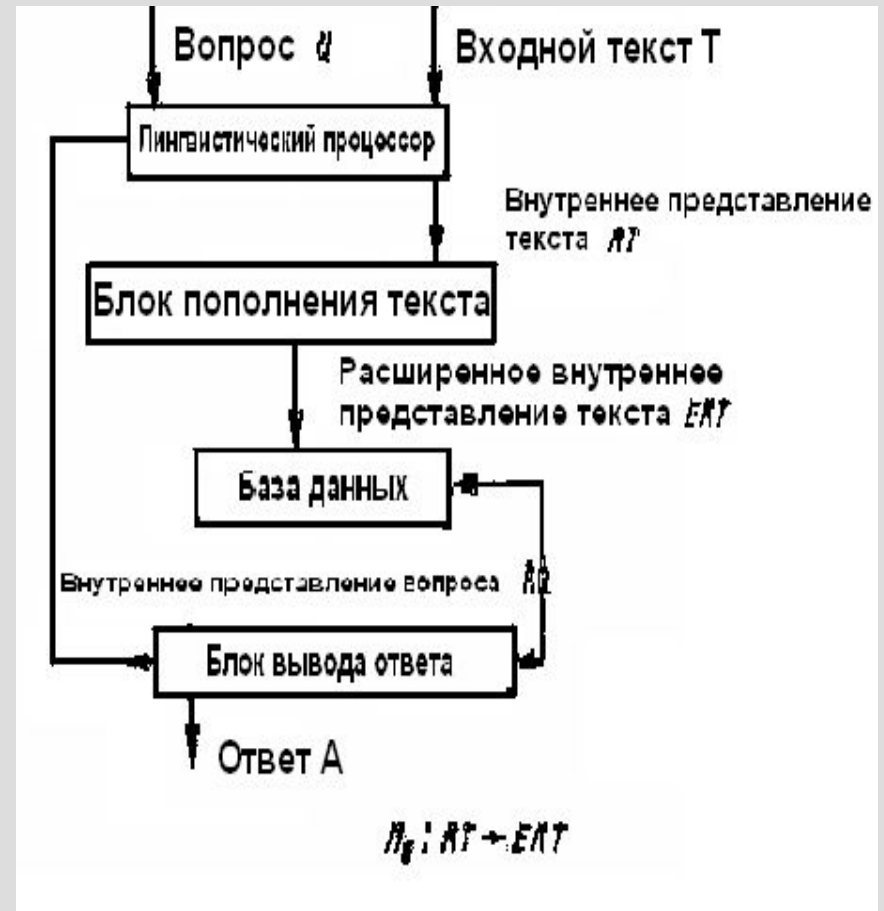 Вопрос Q
Входной текст Т
Лингвистический процессор
Внутреннее представление
текста RT
Блок пополнения текста
Расширенное внутреннее
представление текста ERT
База данных
Внутреннее представление вопроса RQ
Блок вывода ответа
Ответ А
: RT → ERT